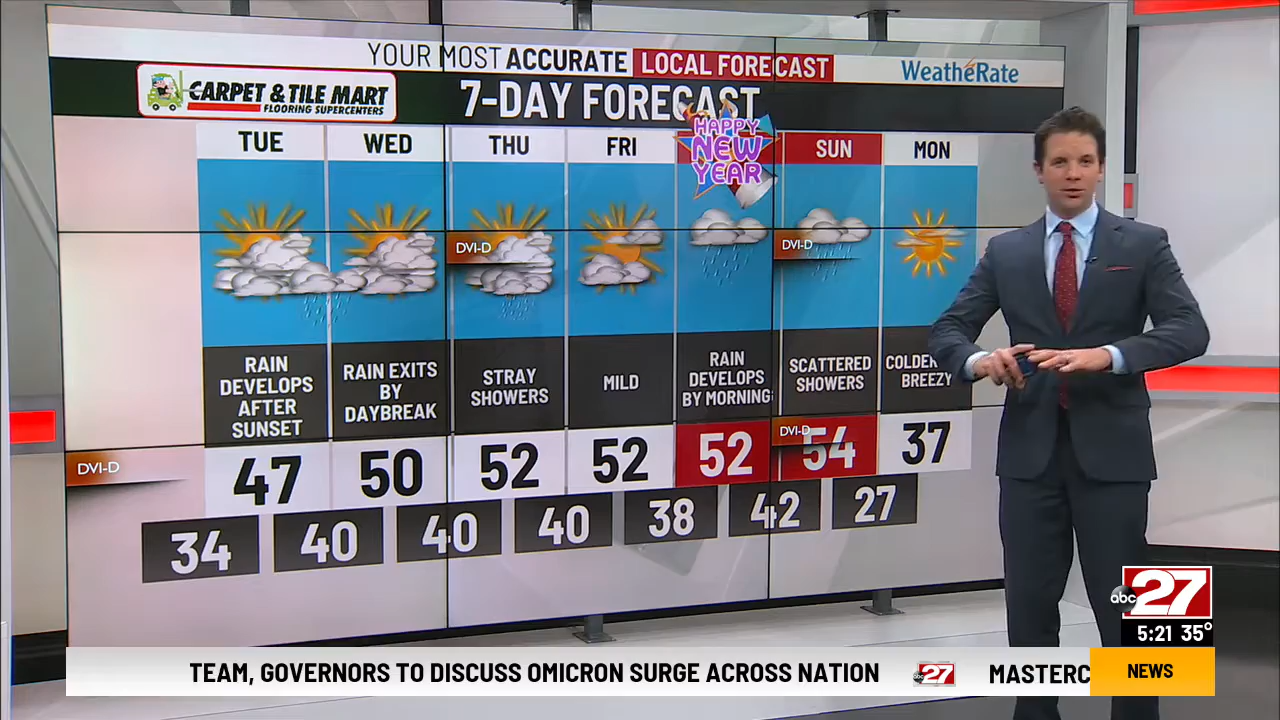 YOUR MOST ACCURATE LOCAL FORECAST
WeatheRate
CARPET & TILE MART
FLOORING SUPERCENTERS
7-DAY FORECAST
TUE
WED
THU
FRI
HAPPY
NEW
YEAR
SUN
MON
DVI-D
DVI-D
RAIN
DEVELOPS
AFTER
SUNSET
RAIN EXITS
BY
DAYBREAK
STRAY
SHOWERS
MILD
RAIN
DEVELOPS
BY MORNING
SCATTERED
SHOWERS
COLDER
BREEZY
DVI-D
DVI-D
47
50
52
52
52
54
37
34
40
40
40
38
42
27
abc 27
5:21 35°
TEAM, GOVERNORS TO DISCUSS OMICRON SURGE ACROSS NATION
abc 27
MASTERC
NEWS